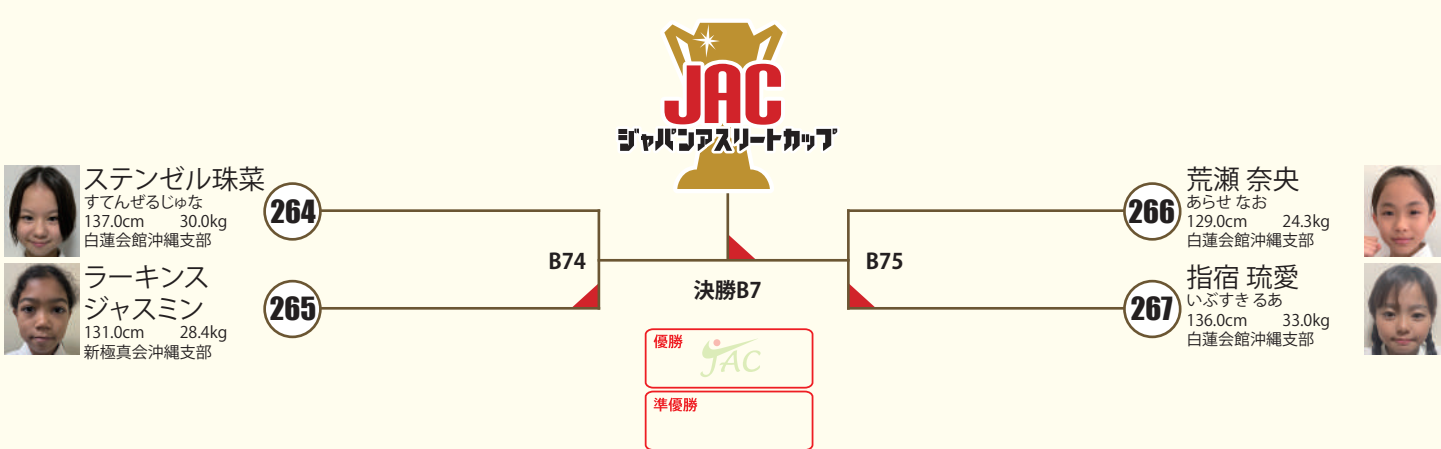 JAC
ジャパンアスリートカップ
ステンゼル珠菜
すてんぜるじゅな
137.0cm 30.0kg
白蓮会館沖縄支部
264
ラーキンス
ジャスミン
131.0cm 28.4kg
新極真会沖縄支部
265
B74
決勝B7
B75
266
荒瀬 奈央
あらせ なお
129.0cm 24.3kg
白蓮会館沖縄支部
267
指宿 琉愛
いぶすき るあ
136.0cm 33.0kg
白蓮会館沖縄支部
優勝
JAC
準優勝